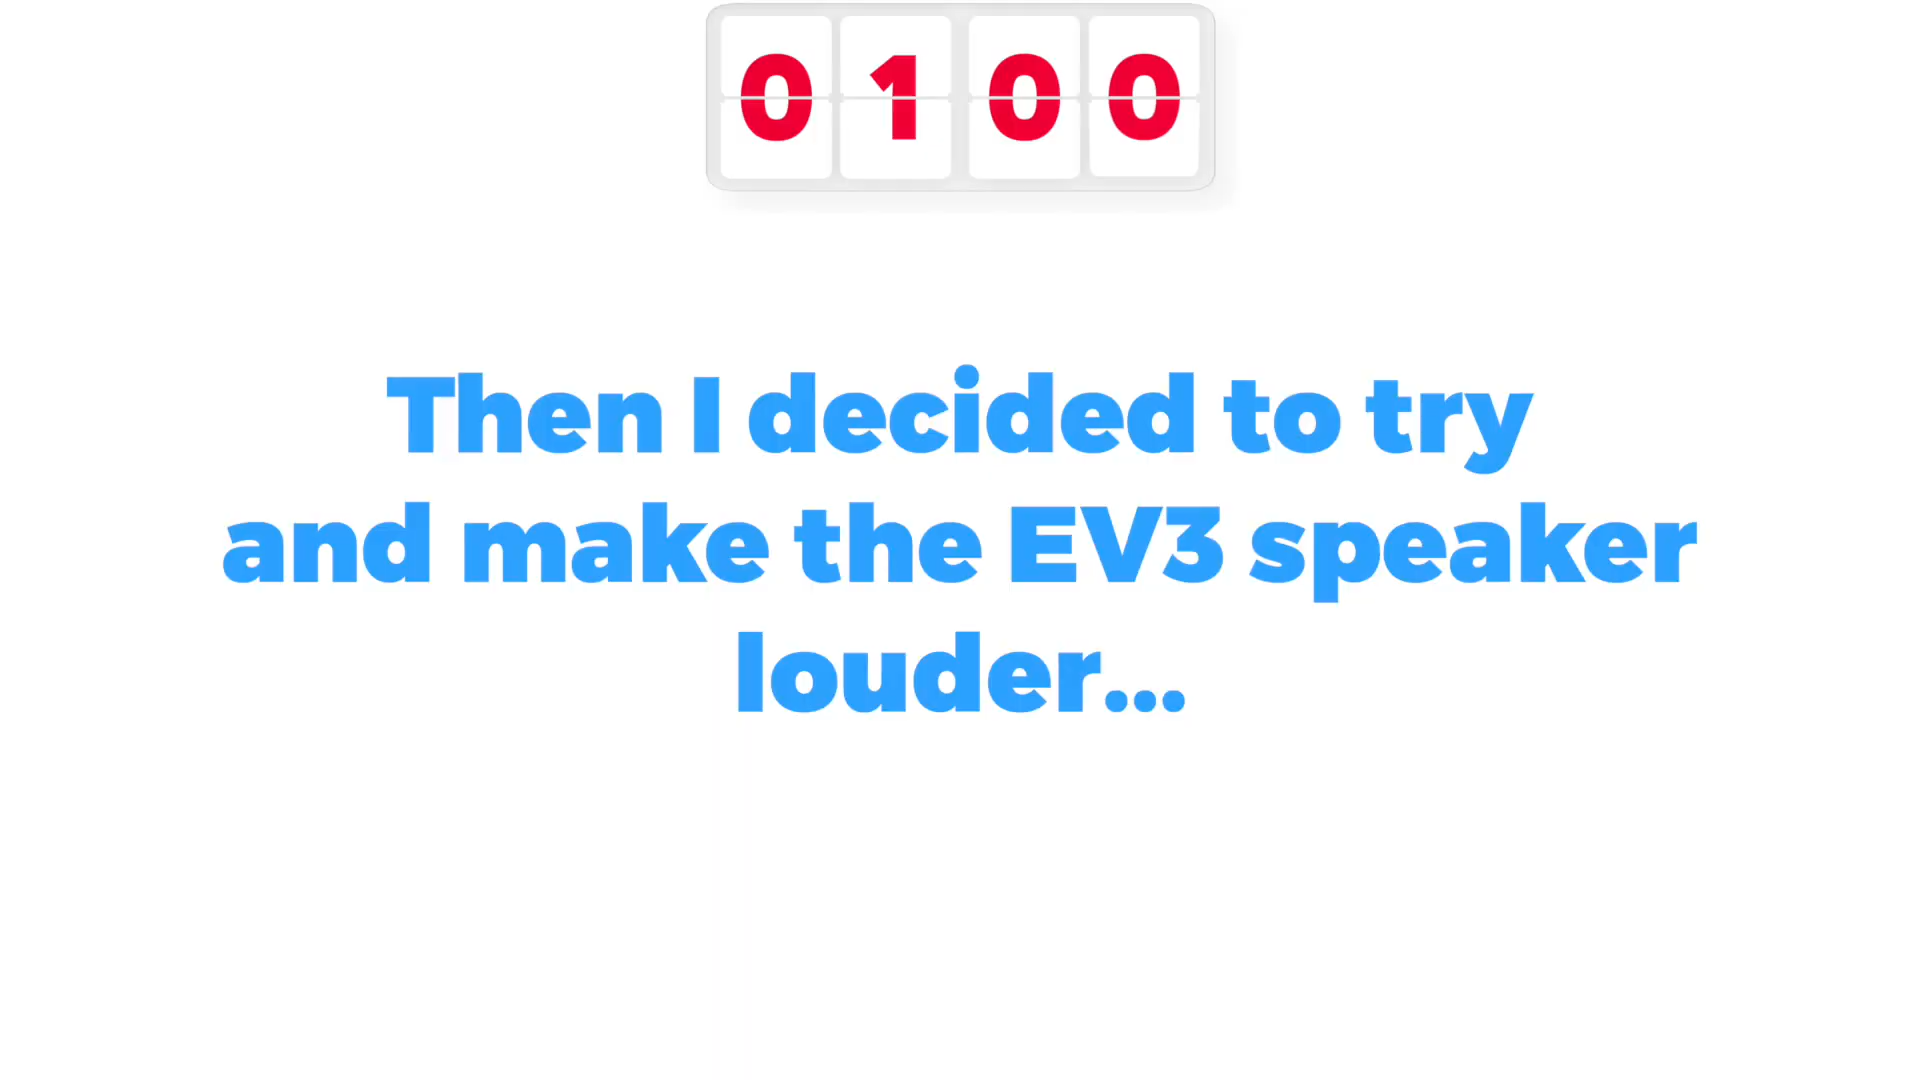 0100
Then I decided to try
and make the EV3 speaker
louder...